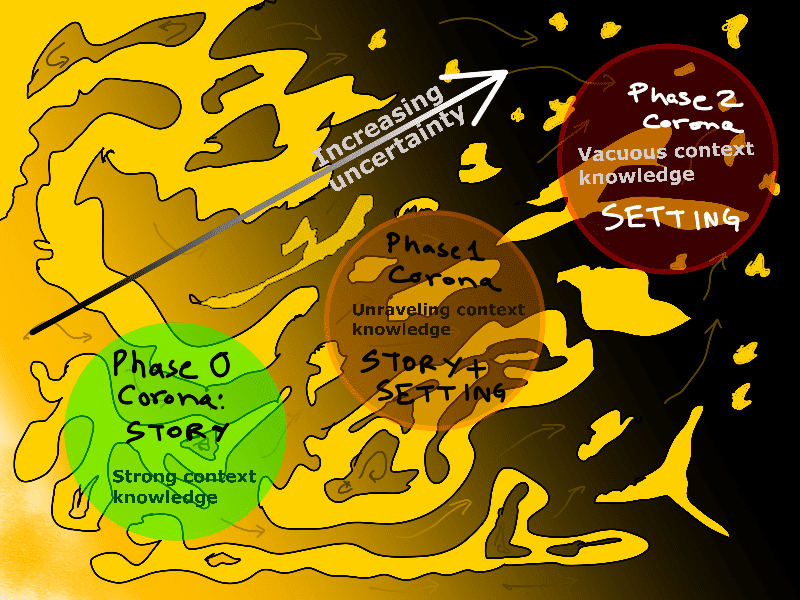 Increasing
uncertainty
Phase 2
Corona
Vacuous context
knowledge
SETTING
Phase 1
Corona
Unraveling context
knowledge
STORY+
SETTING
Phase 0
Corona:
STORY
Strong context
knowledge